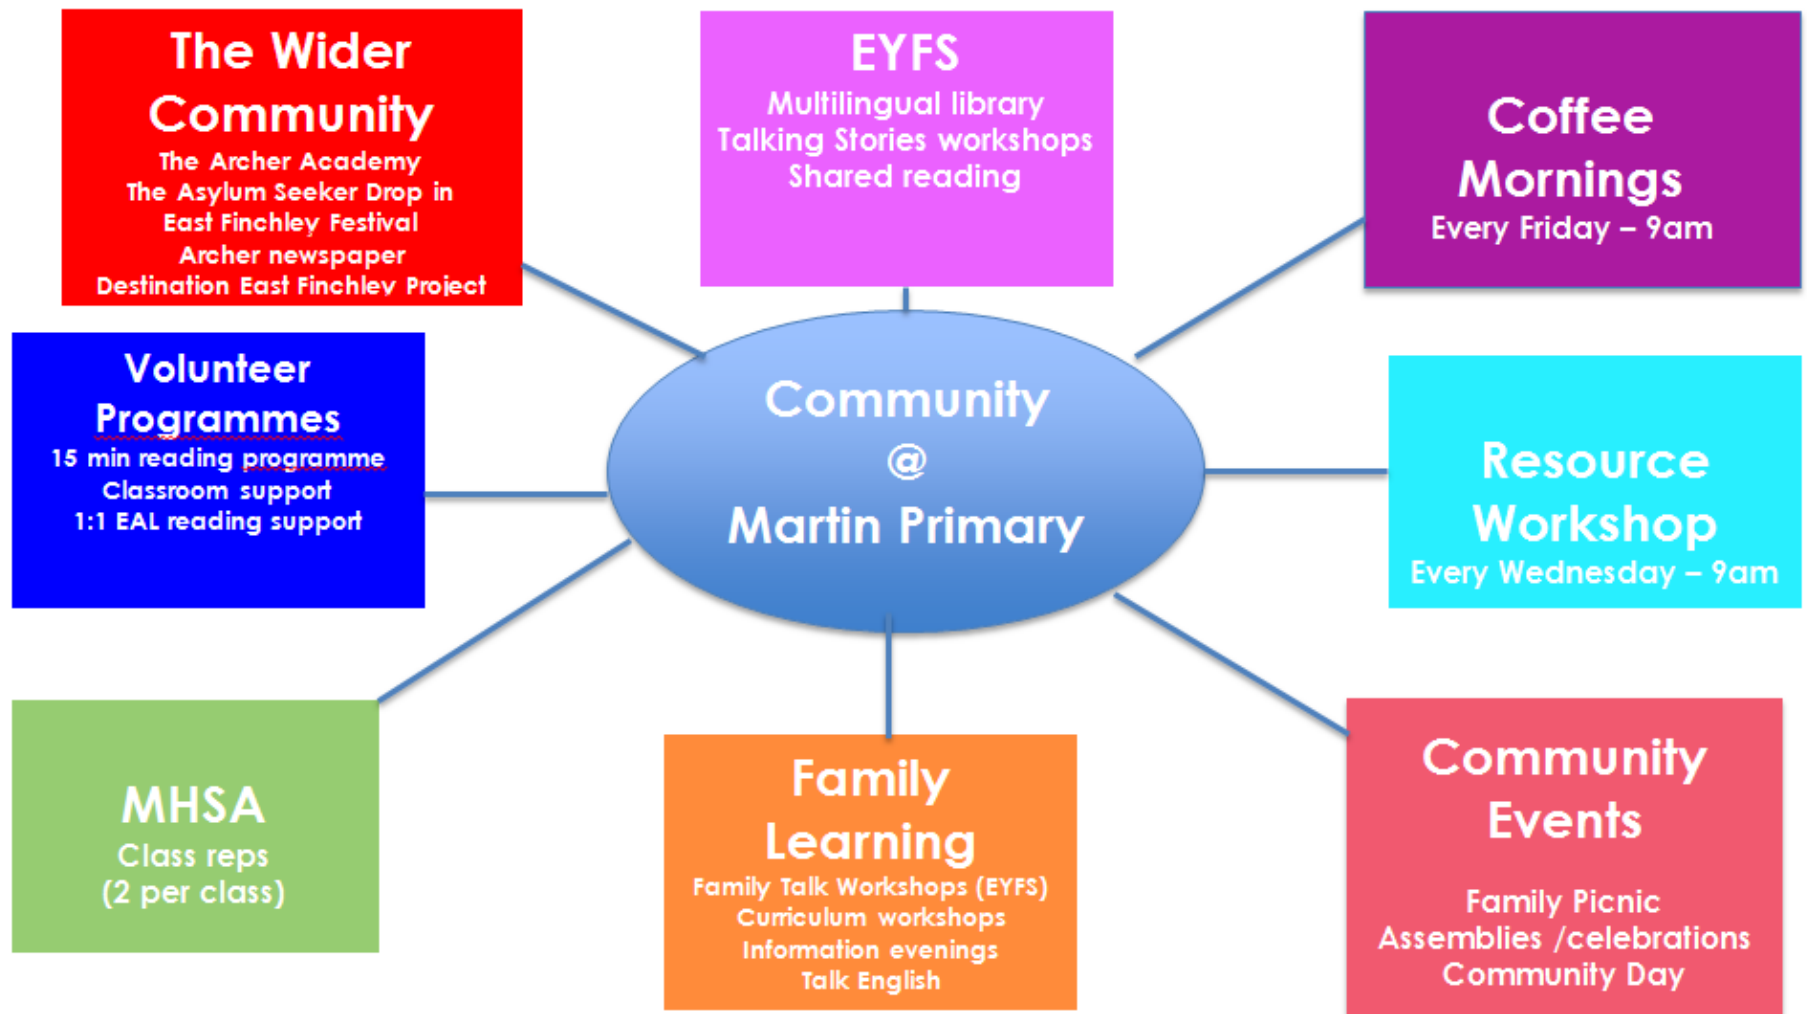 The Wider
Community
The Archer Academy
The Asylum Seeker Drop in
East Finchley Festival
Archer newspaper
Destination East Finchley Project
EYFS
Multilingual library
Talking Stories workshops
Shared reading
Coffee
Mornings
Every Friday – 9am
Volunteer
Programmes
15 min reading programme
Classroom support
1:1 EAL reading support
Community
@
Martin Primary
Resource
Workshop
Every Wednesday – 9am
MHSA
Class reps
(2 per class)
Family
Learning
Family Talk Workshops (EYFS)
Curriculum workshops
Information evenings
Talk English
Community
Events
Family Picnic
Assemblies /celebrations
Community Day